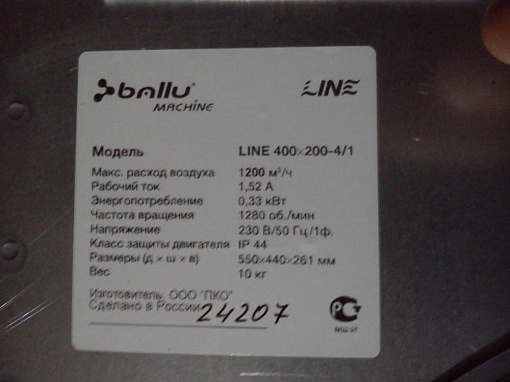 ballu®
MACHINE
LINE
Модель LINE 400×200-4/1
Макс. расход воздуха 1200 м³/ч
Рабочий ток 1,52 А
Энергопотребление 0,33 кВт
Частота вращения 1280 об./мин
Напряжение 230 В/50 Гц/1ф.
Класс защиты двигателя IP 44
Размеры (д × ш × в) 550×440×261 мм
Вес 10 кг
Изготовитель: ООО "ПКО"
Сделано в России
24207